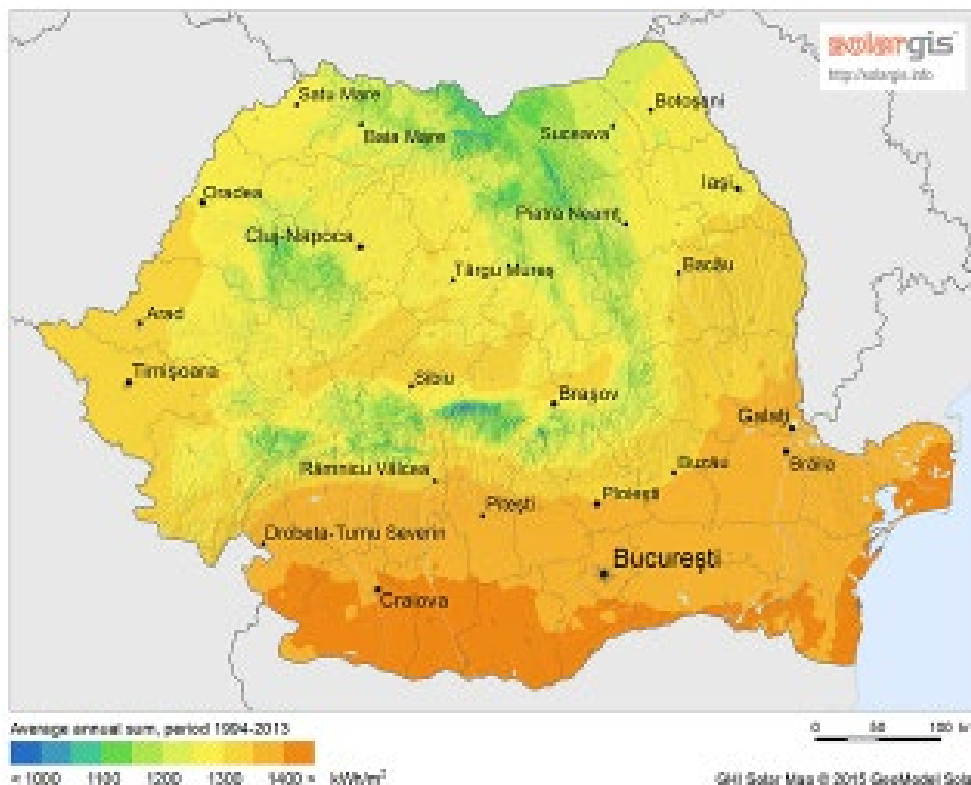 solargis
http://solargis.info
Satu Mare
Botoșani
Baia Mare
Suceava
Iași
Oradea
Piatra Neamț
Cluj-Napoca
Bacău
Târgu Mureș
Arad
Timișoara
Sibiu
Brașov
Galați
Râmnicu Vâlcea
Buzău
Brăila
Ploiești
Pitești
Drobeta-Turnu Severin
București
Craiova
Average annual sum, period 1994-2013
0 50 100
< 1000 1100 1200 1300 1400 > kWh/m²
GHI Solar Map © 2015 GeoModel Sola